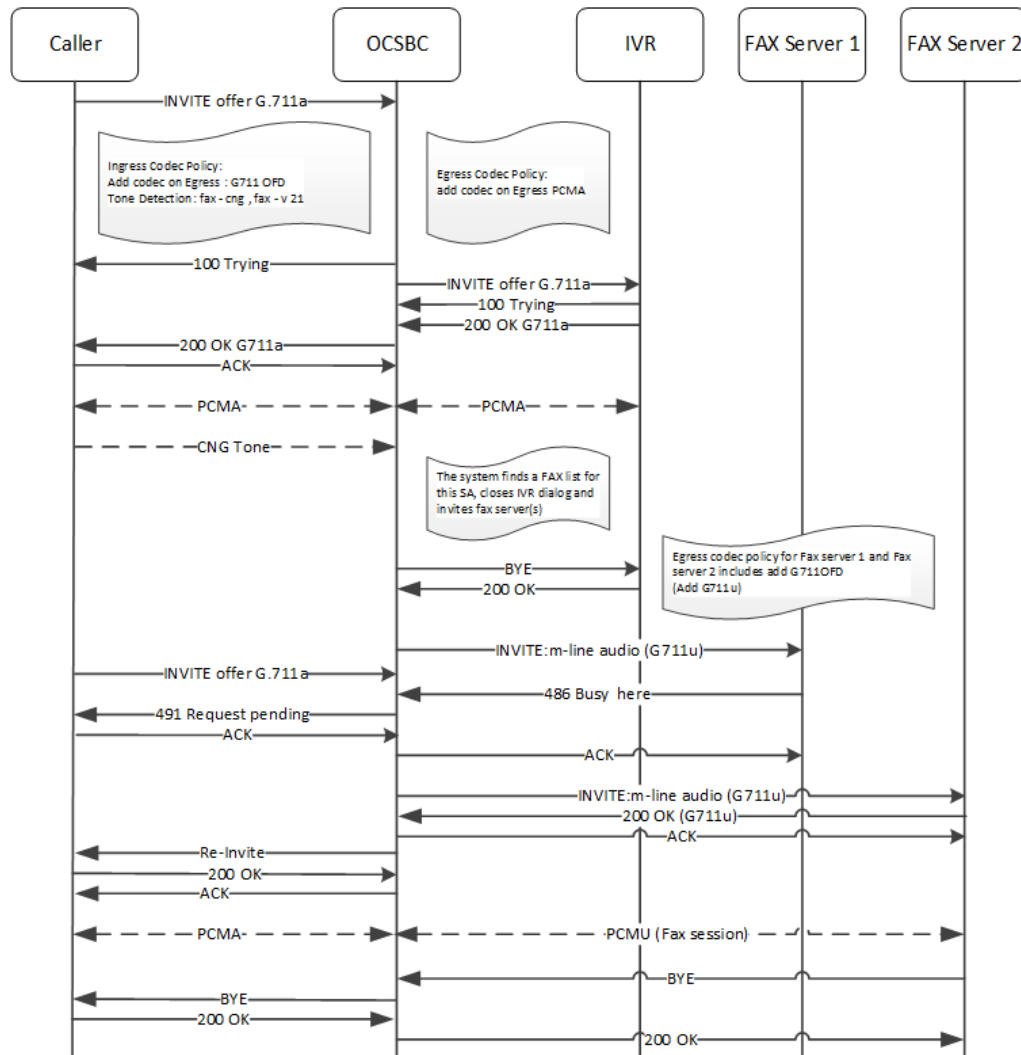 Caller
OCSBC
IVR
FAX Server 1
FAX Server 2
INVITE offer G.711a
Ingress Codec Policy:
Add codec on Egress : G711 OFD
Tone Detection : fax - cng , fax - v 21
Egress Codec Policy:
add codec on Egress PCMA
100 Trying
INVITE offer G.711a
100 Trying
200 OK G711a
200 OK G711a
ACK
PCMA
PCMA
CNG Tone
The system finds a FAX list for
this SA, closes IVR dialog and
invites fax server(s)
Egress codec policy for Fax server 1 and Fax
server 2 includes add G711OFD
(Add G711u)
BYE
200 OK
INVITE:m-line audio (G711u)
INVITE offer G.711a
486 Busy here
491 Request pending
ACK
ACK
INVITE:m-line audio (G711u)
200 OK (G711u)
ACK
Re-Invite
200 OK
ACK
PCMA
PCMU (Fax session)
BYE
BYE
200 OK
200 OK